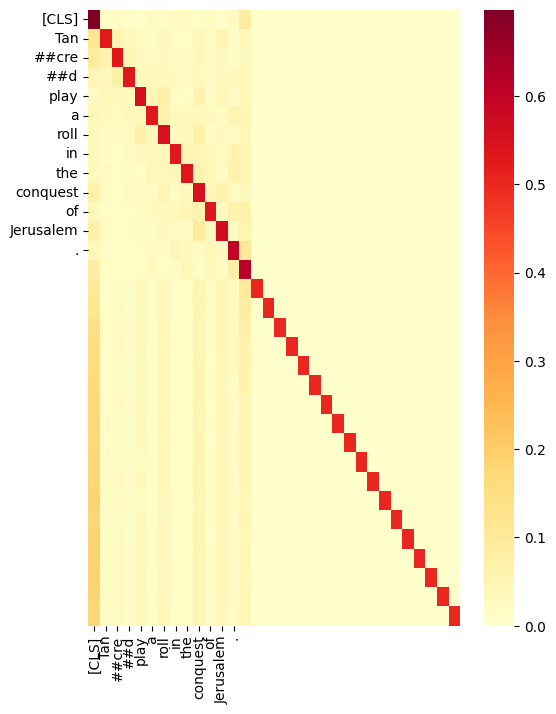 [CLS]
Tan
##cre
##d
play
a
roll
in
the
conquest
of
Jerusalem
.
0.6
0.5
0.4
0.3
0.2
0.1
0.0
[CLS]
Tan
##cre
##d
play
a
roll
in
the
conquest
of
Jerusalem
.